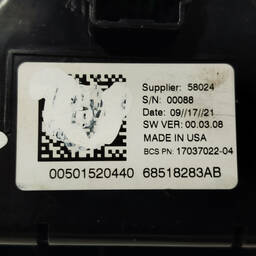 Supplier: 58024
S/N: 00088
Date: 09//17//21
SW VER: 00.03.08
MADE IN USA
BCS PN: 17037022-04
00501520440 68518283AB